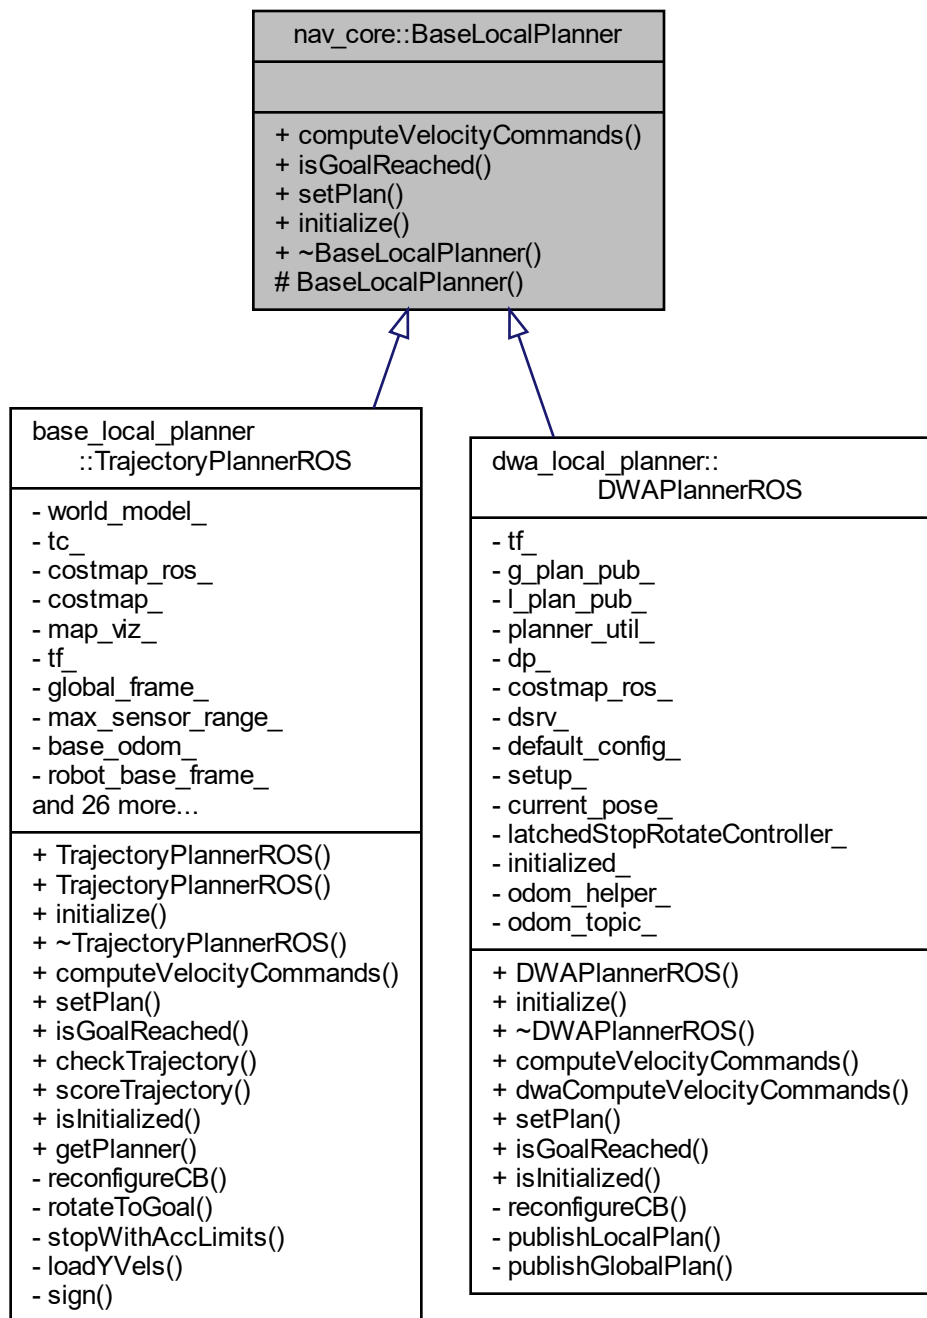 nav_core::BaseLocalPlanner
+ computeVelocityCommands()
+ isGoalReached()
+ setPlan()
+ initialize()
+ ~BaseLocalPlanner()
# BaseLocalPlanner()
base_local_planner
::TrajectoryPlannerROS
- world_model_
- tc_
- costmap_ros_
- costmap_
- map_viz_
- tf_
- global_frame_
- max_sensor_range_
- base_odom_
- robot_base_frame_
and 26 more...
+ TrajectoryPlannerROS()
+ TrajectoryPlannerROS()
+ initialize()
+ ~TrajectoryPlannerROS()
+ computeVelocityCommands()
+ setPlan()
+ isGoalReached()
+ checkTrajectory()
+ scoreTrajectory()
+ isInitialized()
+ getPlanner()
- reconfigureCB()
- rotateToGoal()
- stopWithAccLimits()
- loadYVels()
- sign()
dwa_local_planner::
DWAPlannerROS
- tf_
- g_plan_pub_
- l_plan_pub_
- planner_util_
- dp_
- costmap_ros_
- dsrv_
- default_config_
- setup_
- current_pose_
- latchedStopRotateController_
- initialized_
- odom_helper_
- odom_topic_
+ DWAPlannerROS()
+ initialize()
+ ~DWAPlannerROS()
+ computeVelocityCommands()
+ dwaComputeVelocityCommands()
+ setPlan()
+ isGoalReached()
+ isInitialized()
- reconfigureCB()
- publishLocalPlan()
- publishGlobalPlan()